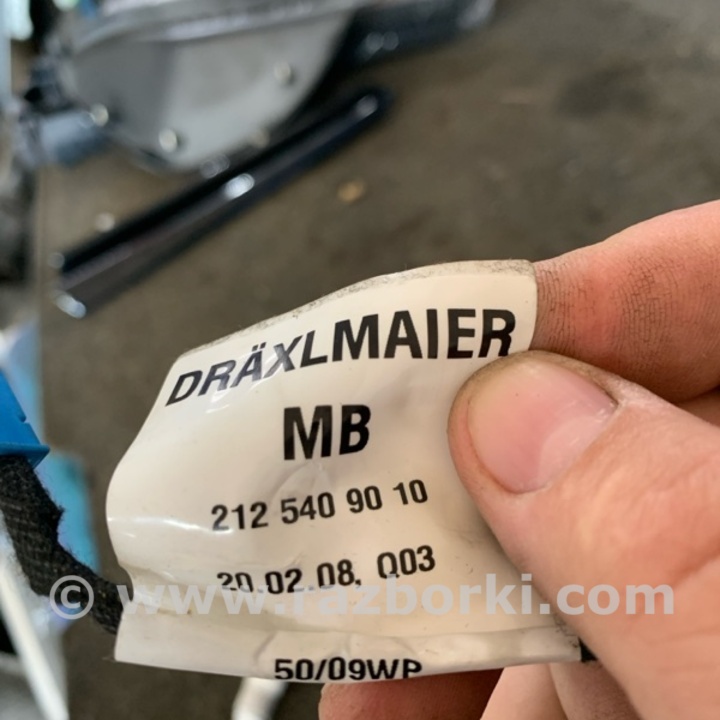 DRÄXLMAIER
MB
212 540 90 10
20.02.08, Q03
© www.razborki.com
50/09WP